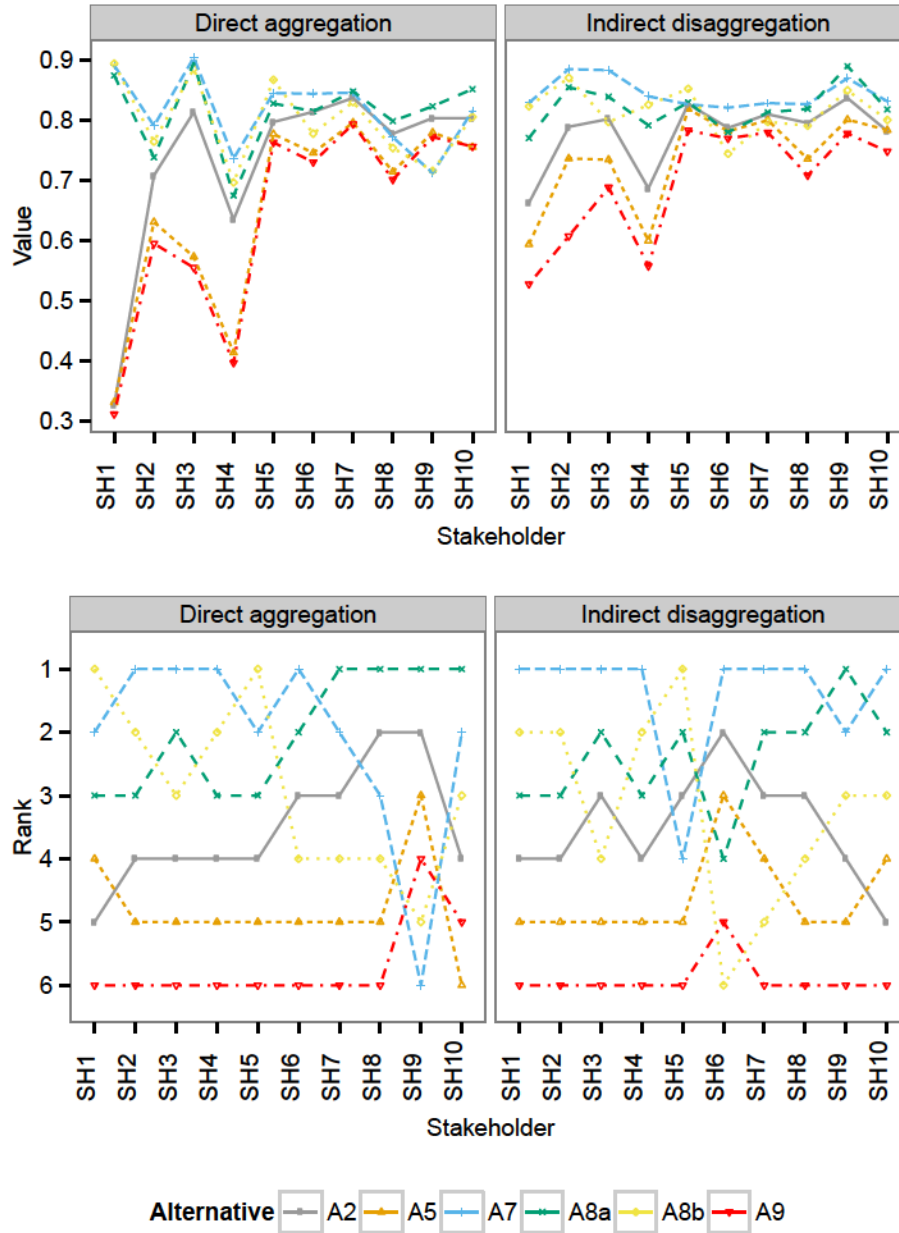 Direct aggregation Indirect disaggregation
0.9
0.8
0.7
0.6
0.5
0.4
0.3
Value
SH1 SH2 SH3 SH4 SH5 SH6 SH7 SH8 SH9 SH10 SH1 SH2 SH3 SH4 SH5 SH6 SH7 SH8 SH9 SH10
Stakeholder
Direct aggregation Indirect disaggregation
1
2
3
4
5
6
Rank
SH1 SH2 SH3 SH4 SH5 SH6 SH7 SH8 SH9 SH10 SH1 SH2 SH3 SH4 SH5 SH6 SH7 SH8 SH9 SH10
Stakeholder
Alternative A2 A5 A7 A8a A8b A9